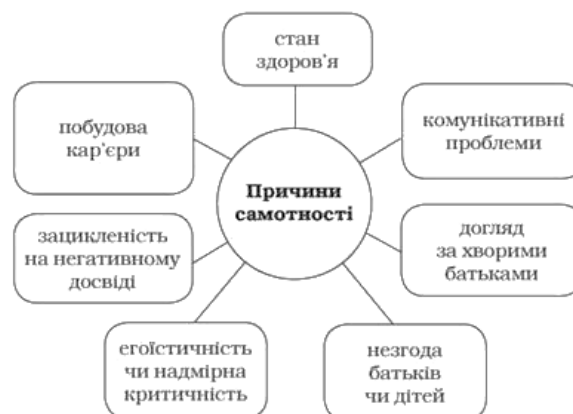 стан
здоров’я
побудова
кар’єри
комунікативні
проблеми
Причини
самотності
зацикленість
на негативному
досвіді
догляд
за хворими
батьками
егоїстичність
чи надмірна
критичність
незгода
батьків
чи дітей